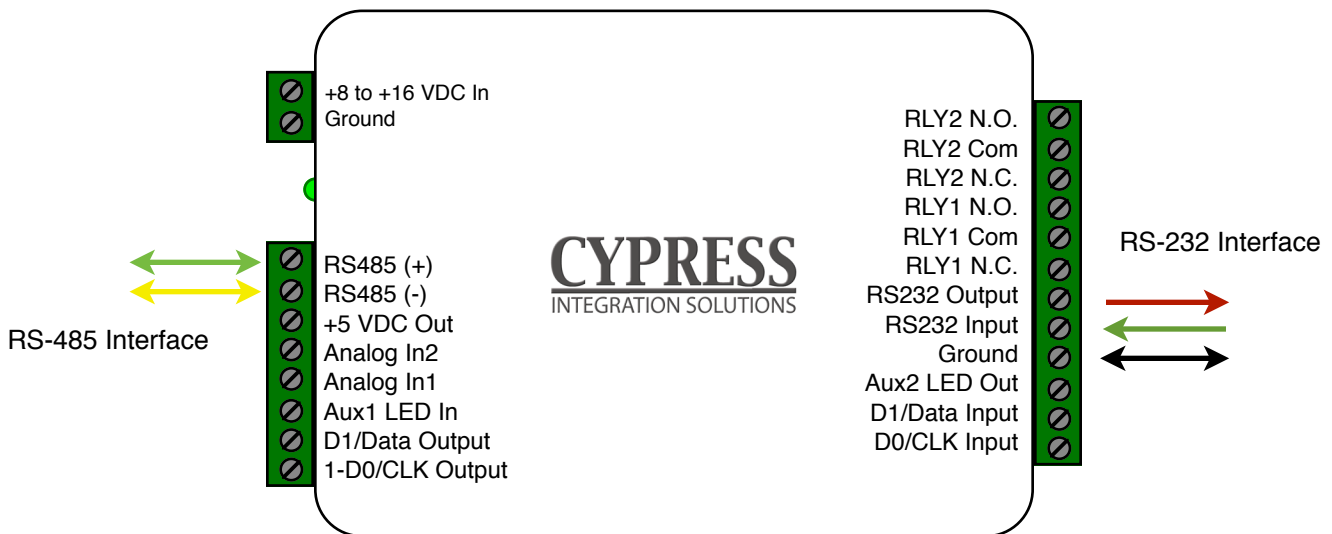 +8 to +16 VDC In
Ground
RS485 (+)
RS485 (-)
+5 VDC Out
Analog In2
Analog In1
Aux1 LED In
D1/Data Output
1-D0/CLK Output
RS-485 Interface
CYPRESS
INTEGRATION SOLUTIONS
RLY2 N.O.
RLY2 Com
RLY2 N.C.
RLY1 N.O.
RLY1 Com
RLY1 N.C.
RS232 Output
RS232 Input
Ground
Aux2 LED Out
D1/Data Input
D0/CLK Input
RS-232 Interface